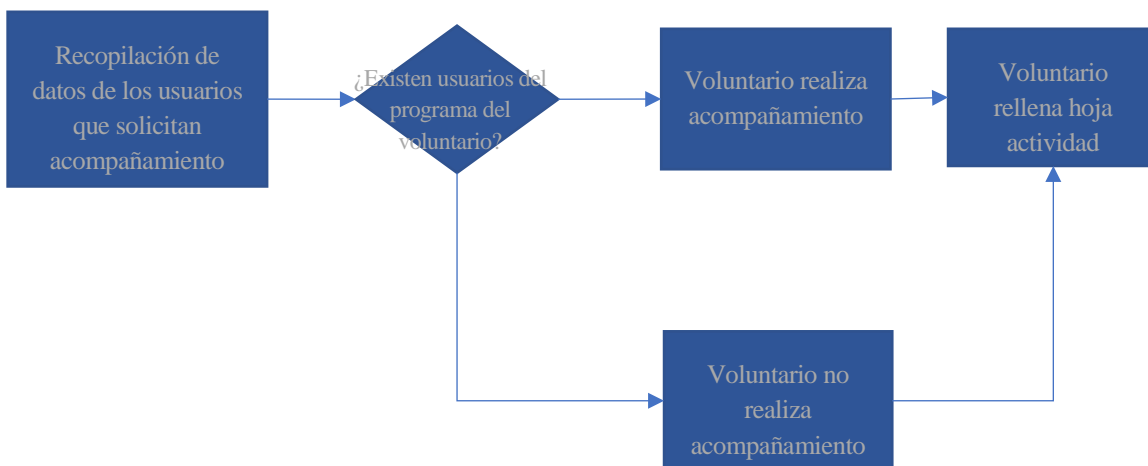 Recopilación de
datos de los usuarios
que solicitan
acompañamiento
¿Existen usuarios del
programa del
voluntario?
Voluntario realiza
acompañamiento
Voluntario
rellena hoja
actividad
Voluntario no
realiza
acompañamiento